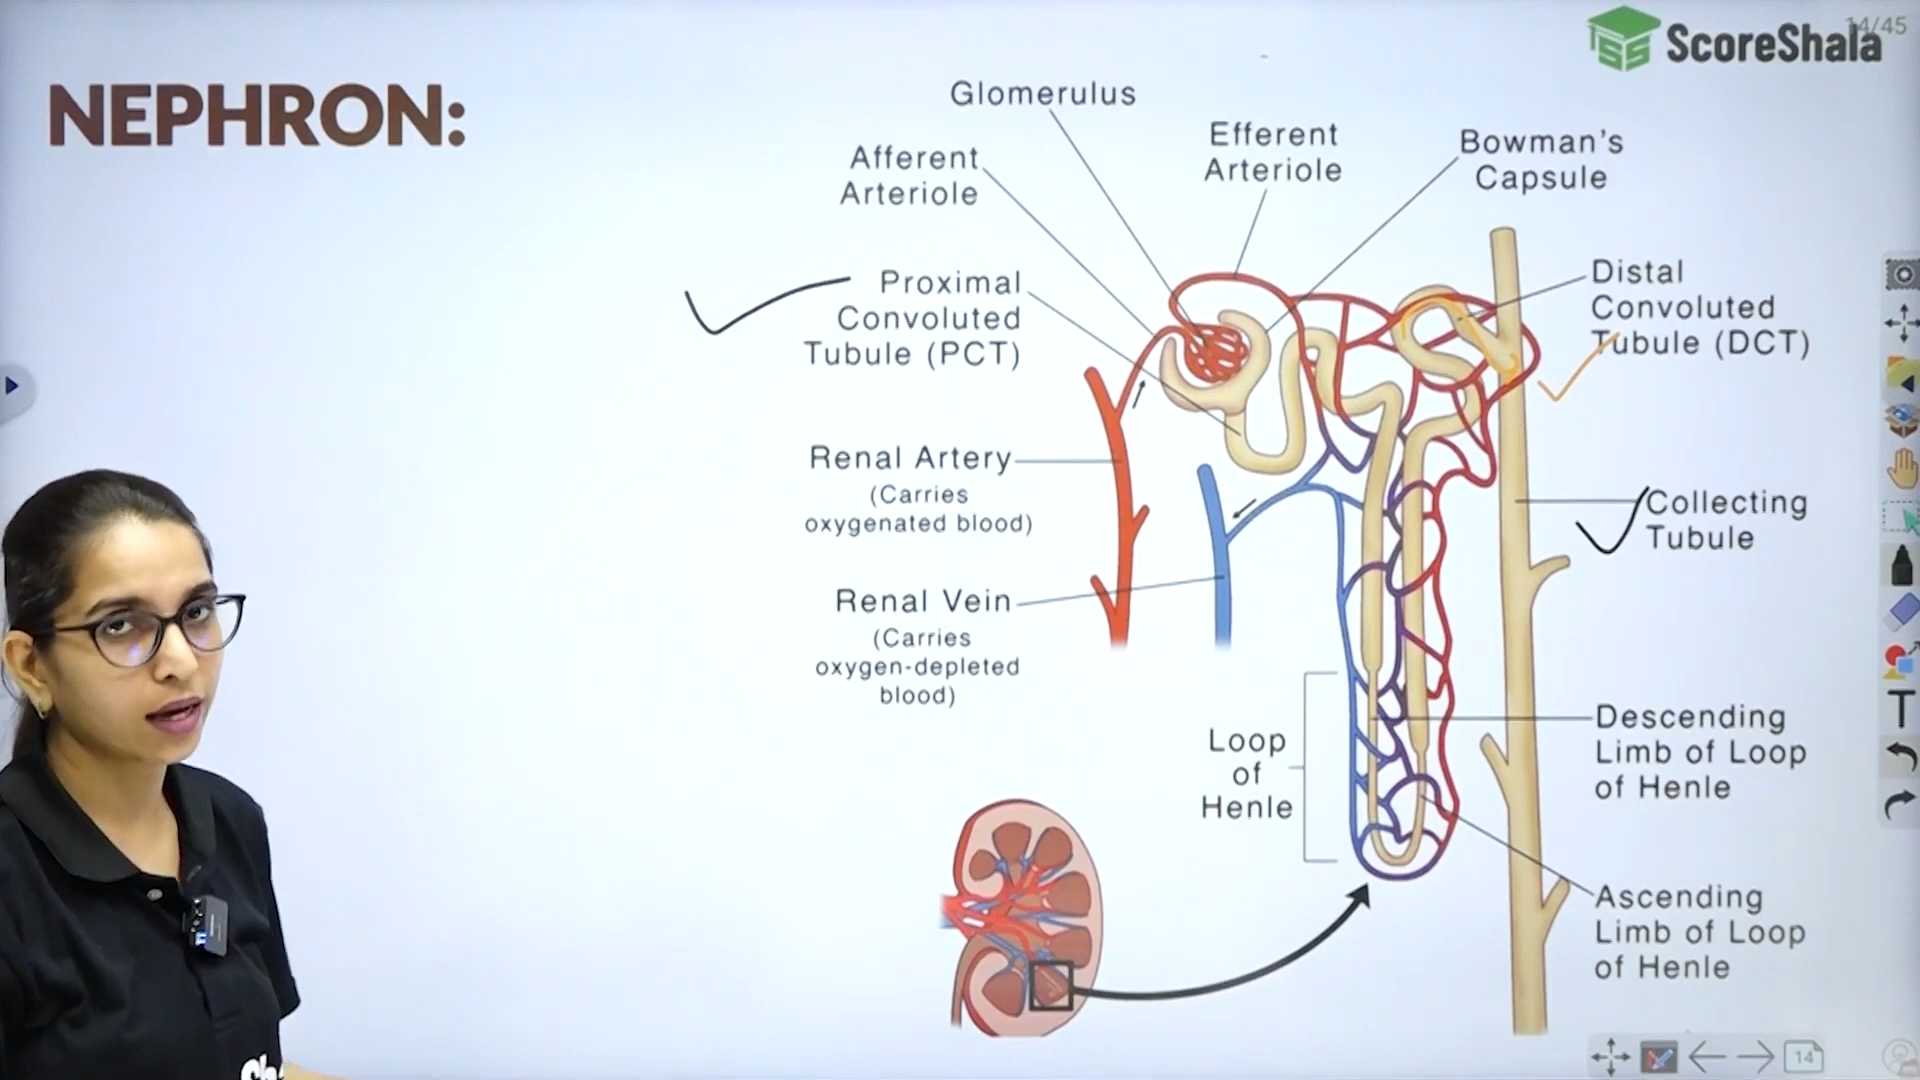 14/45
ScoreShala
NEPHRON:
Glomerulus
Efferent
Arteriole
Bowman's
Capsule
Afferent
Arteriole
Proximal
Convoluted
Tubule (PCT)
Distal
Convoluted
Tubule (DCT)
Renal Artery
(Carries
oxygenated blood)
Collecting
Tubule
Renal Vein
(Carries
oxygen-depleted
blood)
Loop
of
Henle
Descending
Limb of Loop
of Henle
Ascending
Limb of Loop
of Henle
T
14